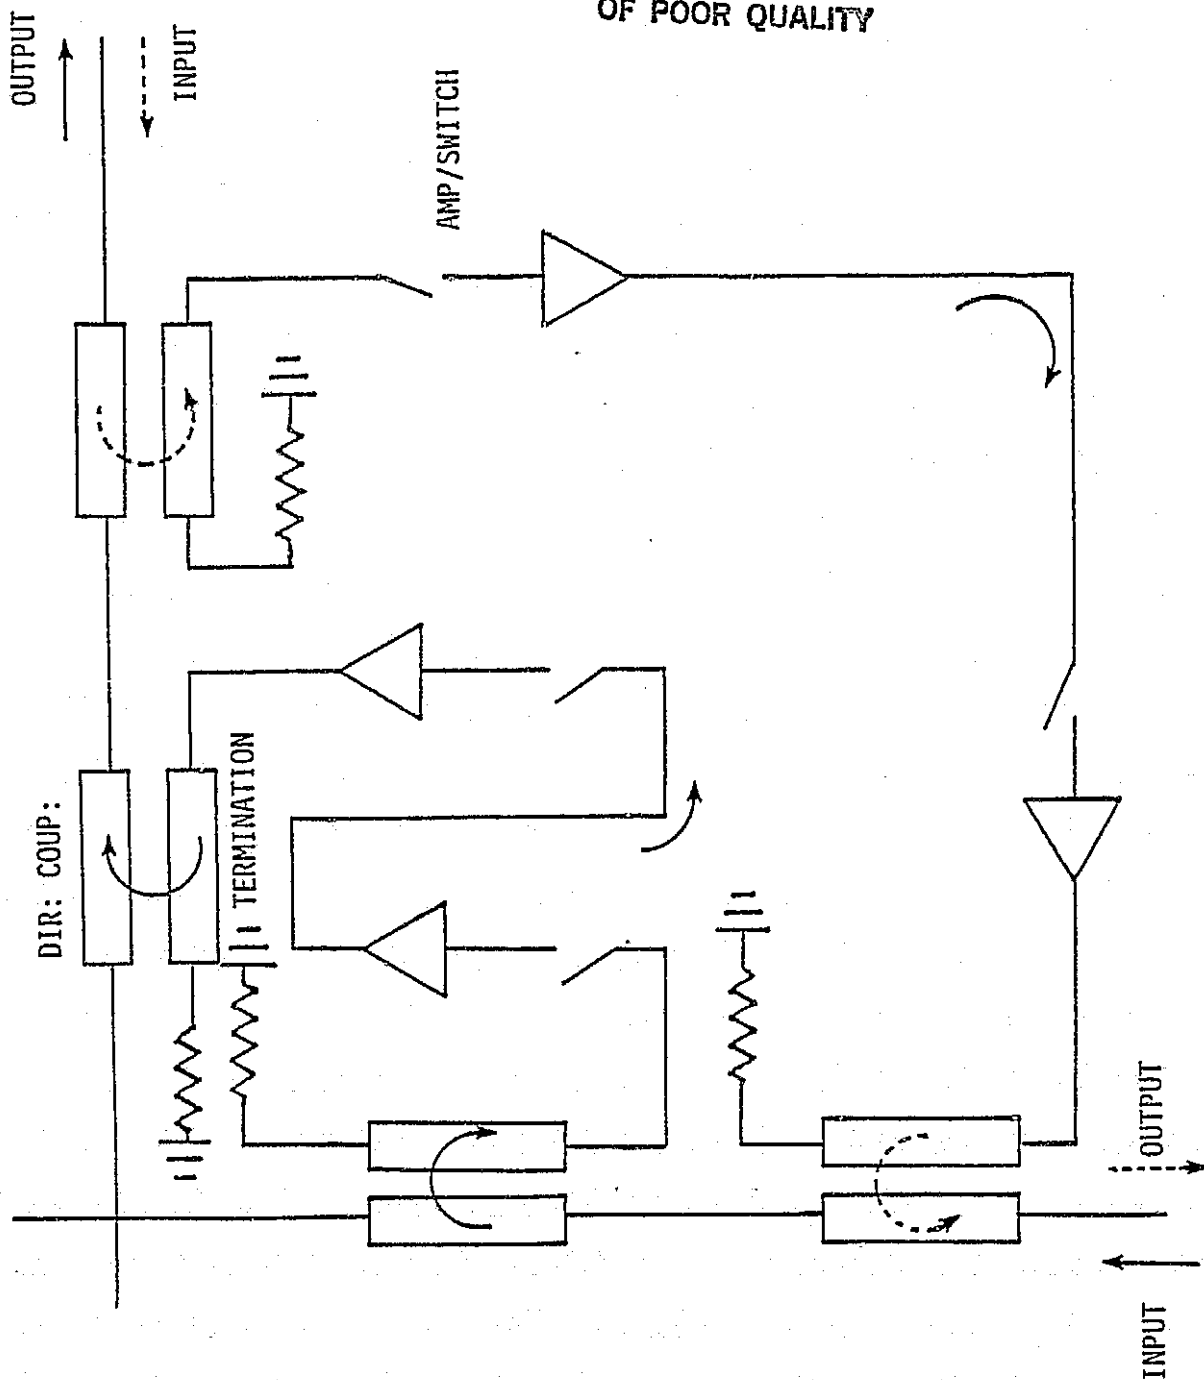 OF POOR QUALITY
OUTPUT
INPUT
AMP/SWITCH
DIR: COUP:
TERMINATION
OUTPUT
INPUT